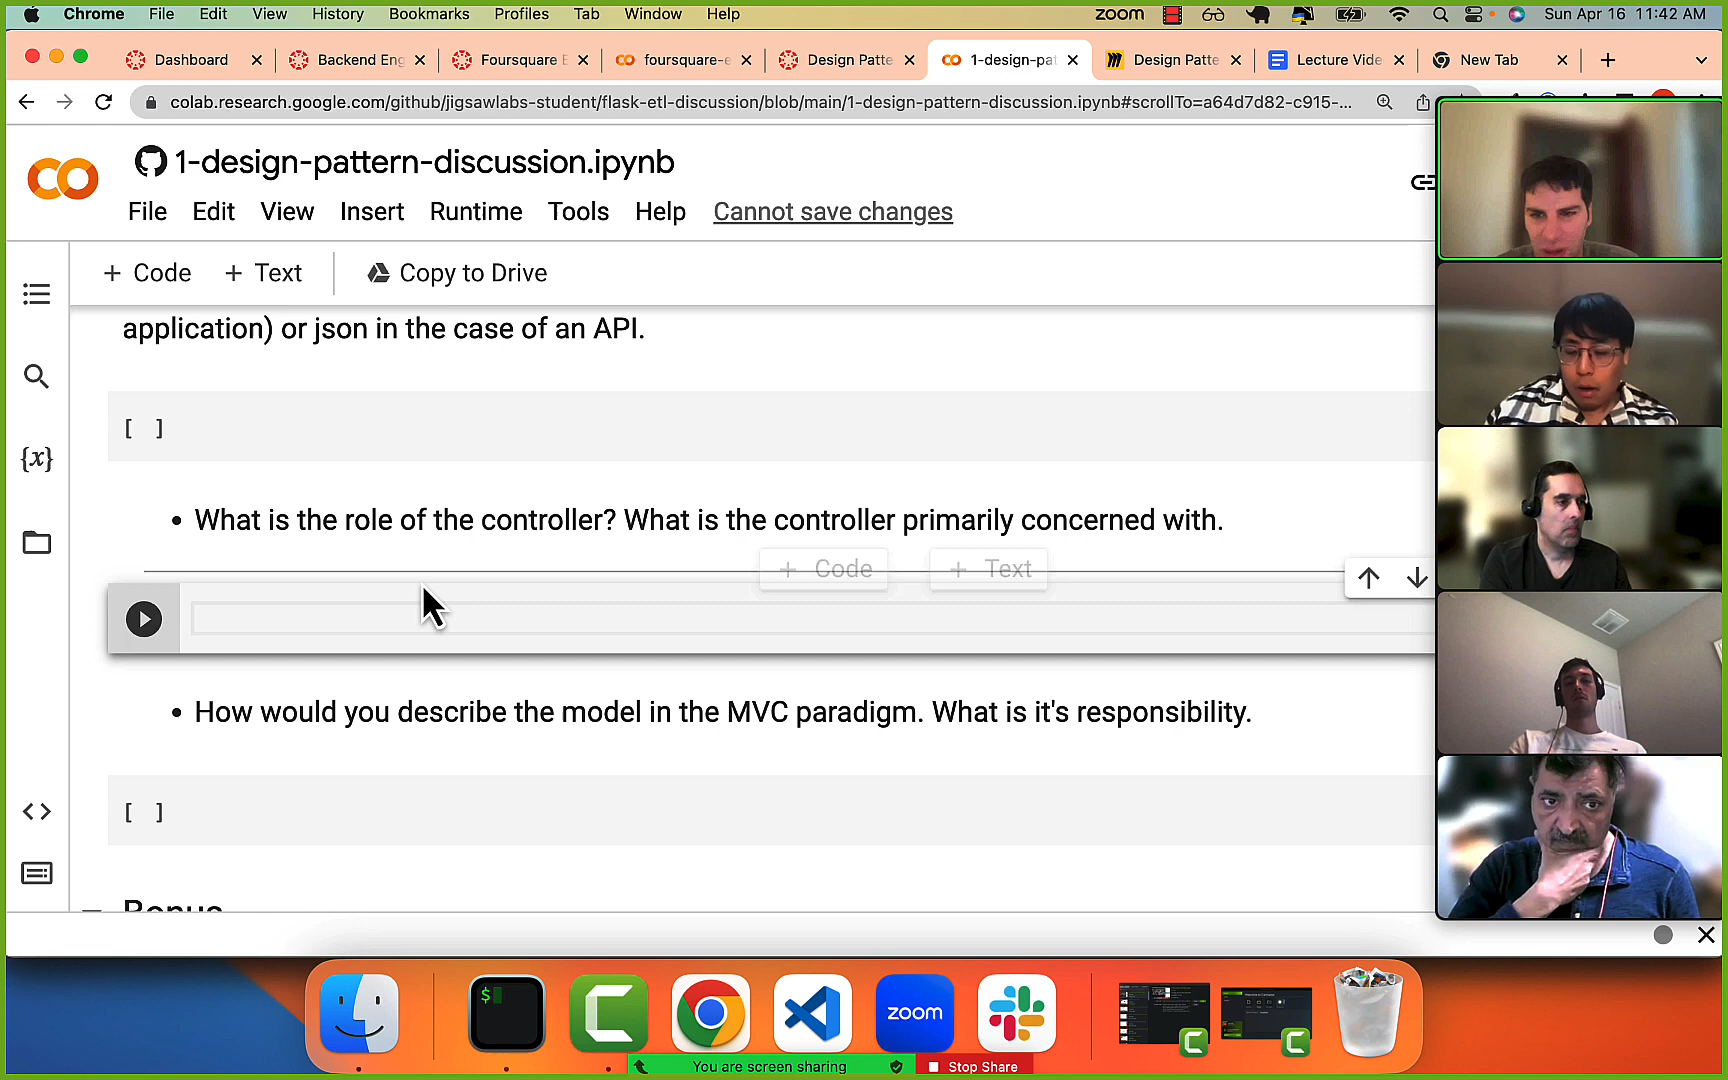 Chrome File Edit View History Bookmarks Profiles Tab Window Help zoom Sun Apr 16 11:42 AM
Dashboard Backend Eng Foursquare E foursquare-e Design Patte 1-design-pat Design Patte Lecture Vide New Tab
colab.research.google.com/github/jigsawlabs-student/flask-etl-discussion/blob/main/1-design-pattern-discussion.ipynb#scrollTo=a64d7d82-c915-...
1-design-pattern-discussion.ipynb
File Edit View Insert Runtime Tools Help Cannot save changes
+ Code + Text Copy to Drive
application) or json in the case of an API.
[ ]
• What is the role of the controller? What is the controller primarily concerned with.
+ Code + Text
{x}
• How would you describe the model in the MVC paradigm. What is it's responsibility.
[ ]
$
zoom
You are screen sharing Stop Share